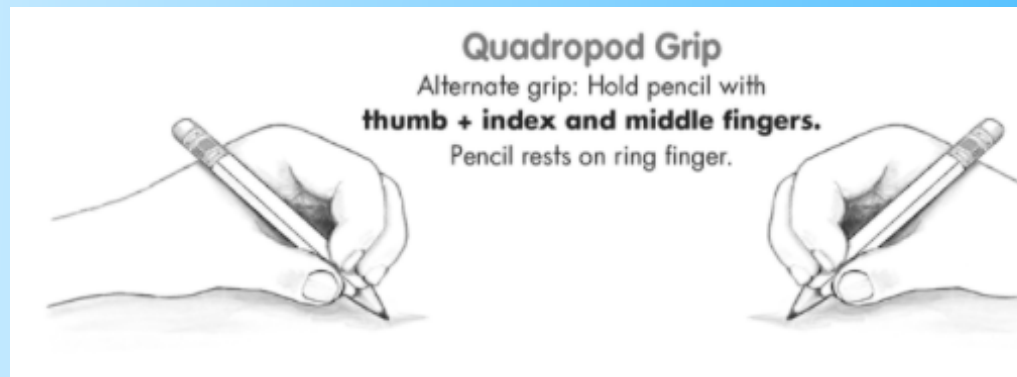 Quadropod Grip
Alternate grip: Hold pencil with
thumb + index and middle fingers.
Pencil rests on ring finger.